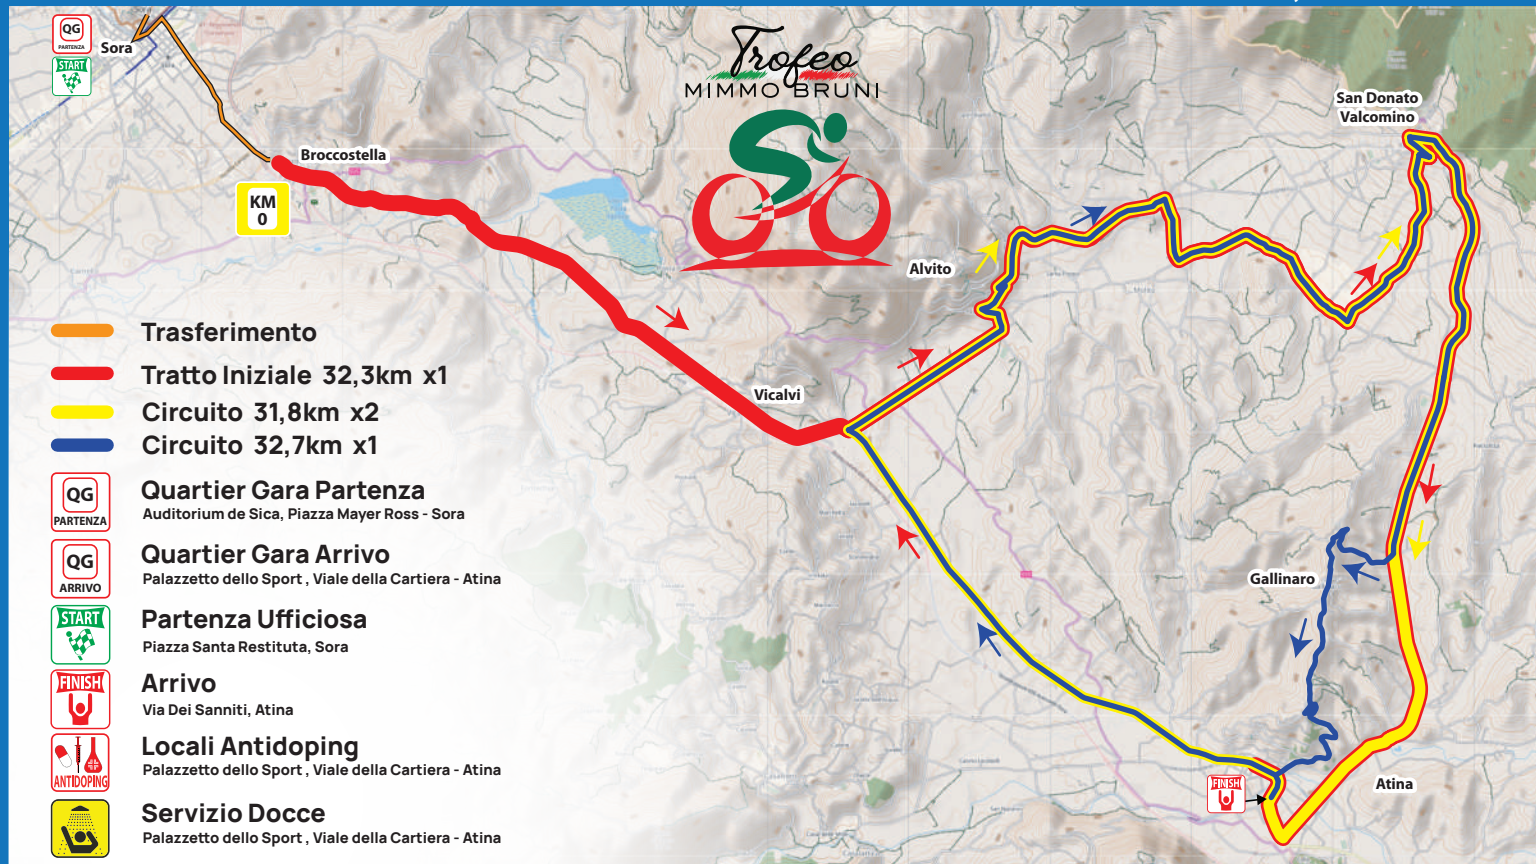 QG
PARTENZA
START
Sora
Trofeo
MIMMO BRUNI
San Donato
Valcomino
Broccostella
KM
0
Alvito
Vicalvi
Gallinaro
Atina
FINISH
Trasferimento
Tratto Iniziale 32,3km x1
Circuito 31,8km x2
Circuito 32,7km x1
QG
PARTENZA
Quartier Gara Partenza
Auditorium de Sica, Piazza Mayer Ross - Sora
QG
ARRIVO
Quartier Gara Arrivo
Palazzetto dello Sport , Viale della Cartiera - Atina
START
Partenza Ufficiosa
Piazza Santa Restituta, Sora
FINISH
Arrivo
Via Dei Sanniti, Atina
ANTIDOPING
Locali Antidoping
Palazzetto dello Sport , Viale della Cartiera - Atina
Servizio Docce
Palazzetto dello Sport , Viale della Cartiera - Atina